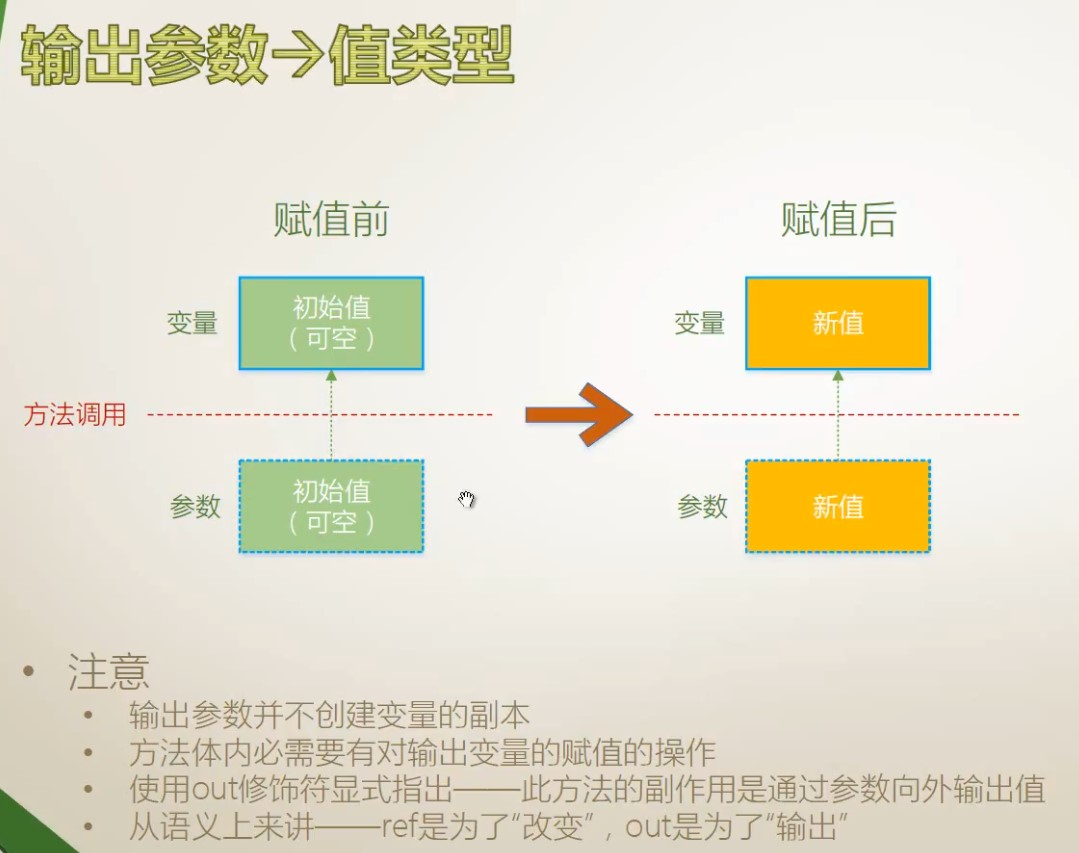 输出参数→值类型
赋值前
赋值后
变量
初始值
（可空）
变量
新值
方法调用
参数
初始值
（可空）
参数
新值
• 注意
• 输出参数并不创建变量的副本
• 方法体内必需要有对输出变量的赋值的操作
• 使用out修饰符显式指出——此方法的副作用是通过参数向外输出值
• 从语义上来讲——ref是为了“改变”，out是为了“输出”